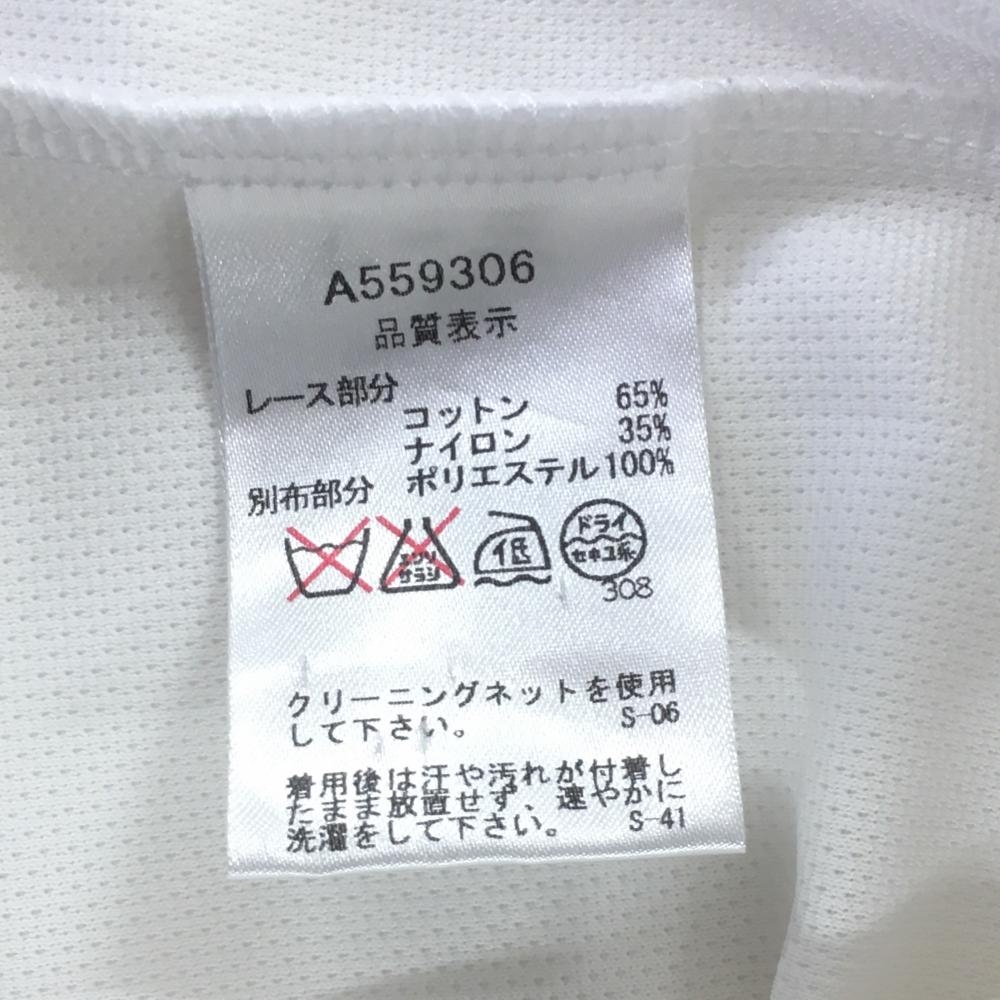 A559306
品質表示
レース部分
コットン 65%
ナイロン 35%
別布部分 ポリエステル 100%
エンソ
サラシ
低
ドライ
セキユ系
308
クリーニングネットを使用
して下さい。 S-06
着用後は汗や汚れが付着し
たまま放置せず、速やかに
洗濯をして下さい。 S-41